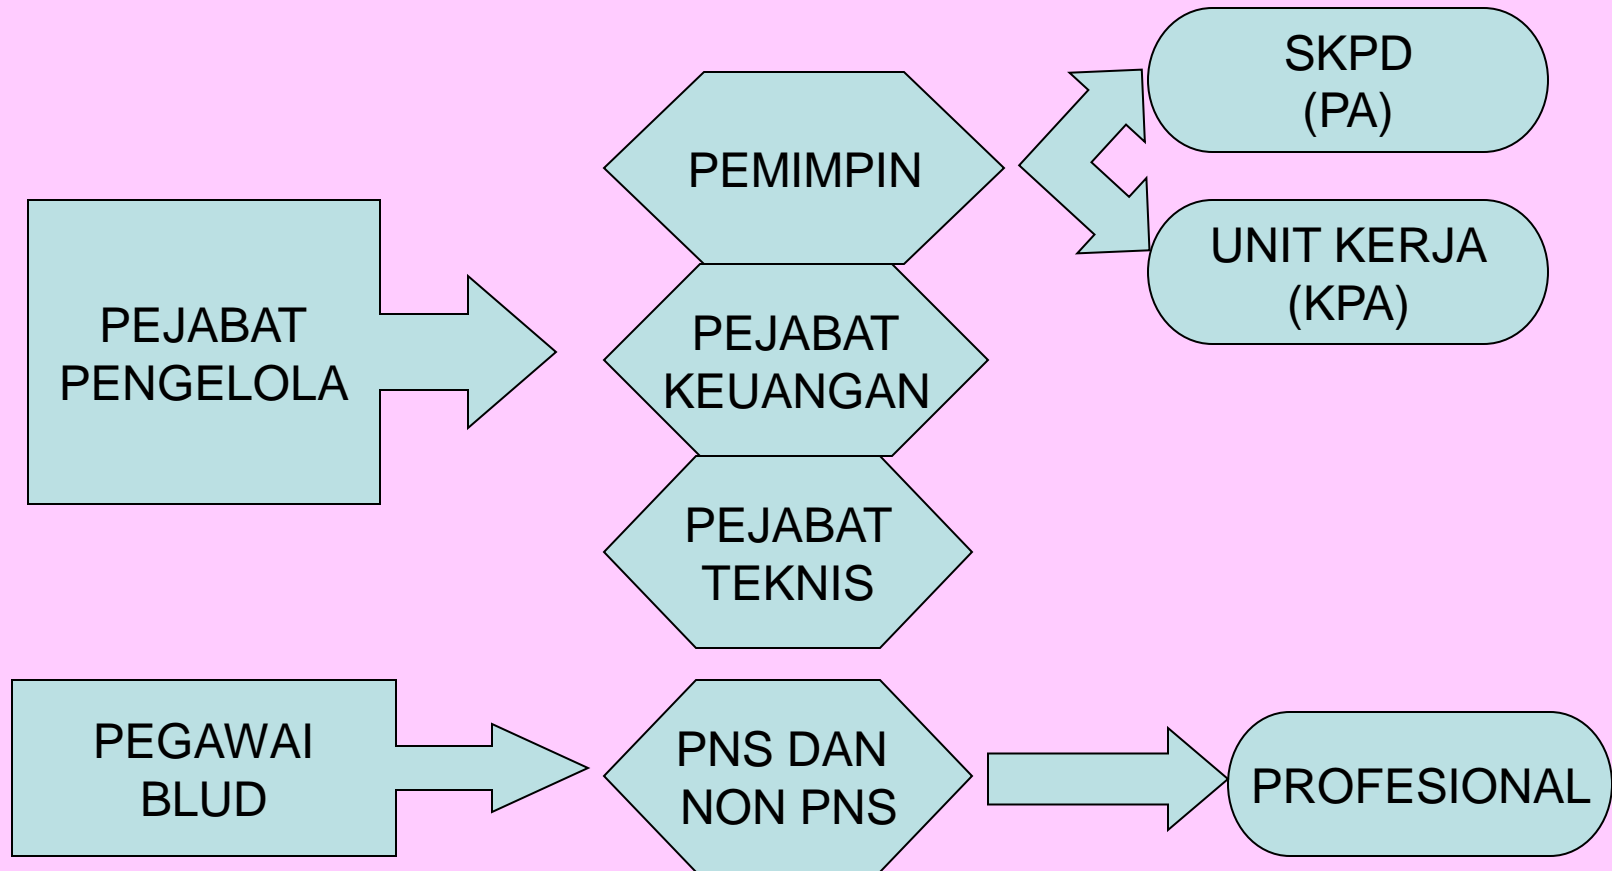 PEJABAT
PENGELOLA
PEMIMPIN
SKPD
(PA)
UNIT KERJA
(KPA)
PEJABAT
KEUANGAN
PEJABAT
TEKNIS
PEGAWAI
BLUD
PNS DAN
NON PNS
PROFESIONAL